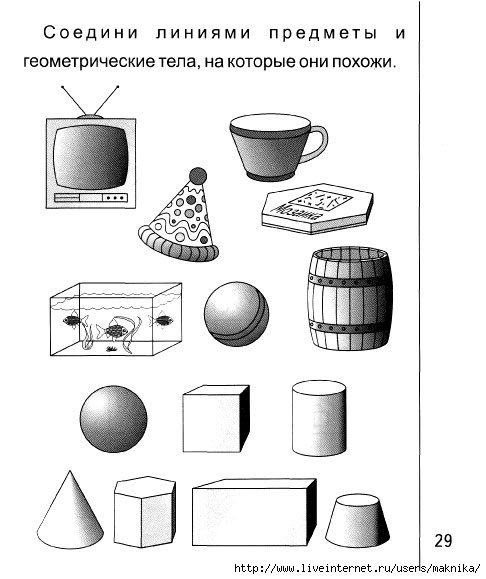 Соедини линиями предметы и
геометрические тела, на которые они похожи.
Мозаика
29
http://www.liveinternet.ru/users/maknika/